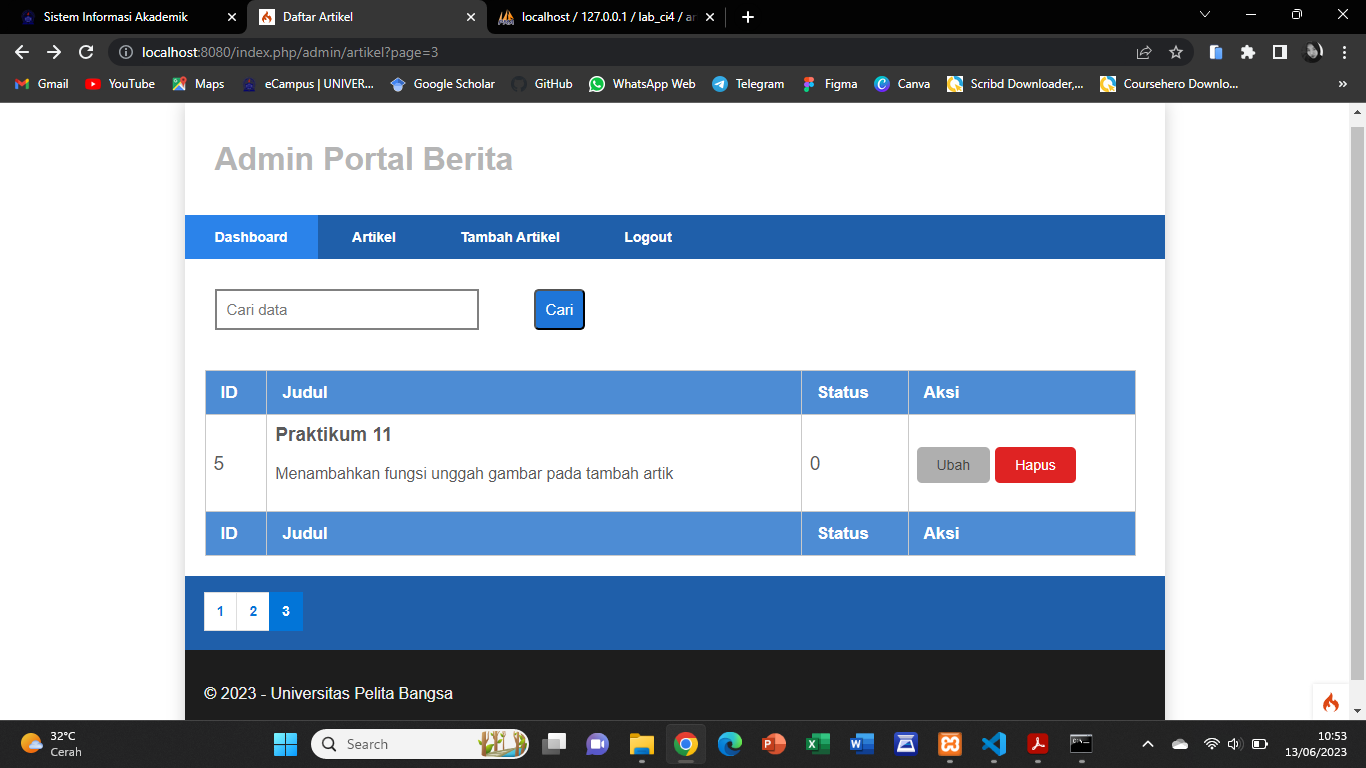 Sistem Informasi Akademik
Daftar Artikel
localhost / 127.0.0.1 / lab_ci4 / ar
localhost:8080/index.php/admin/artikel?page=3
Gmail YouTube Maps eCampus | UNIVER... Google Scholar GitHub WhatsApp Web Telegram Figma Canva Scribd Downloader,... Coursehero Downlo... »
Admin Portal Berita
Dashboard Artikel Tambah Artikel Logout
Cari data Cari
ID Judul Status Aksi
Praktikum 11
5 0 Ubah Hapus
Menambahkan fungsi unggah gambar pada tambah artik
ID Judul Status Aksi
1 2 3
© 2023 - Universitas Pelita Bangsa
32°C
Cerah
Search
10:53
13/06/2023